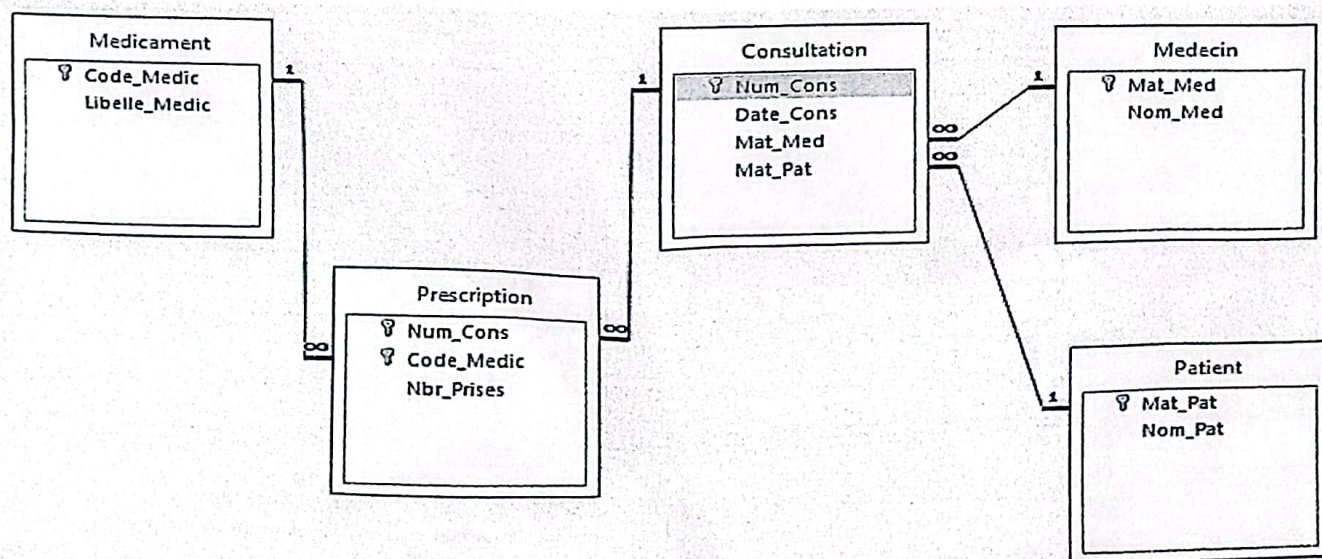 Medicament
Code_Medic
Libelle_Medic
1
∞
Prescription
Num_Cons
Code_Medic
Nbr_Prises
∞
1
Consultation
Num_Cons
Date_Cons
Mat_Med
Mat_Pat
∞
∞
1
Medecin
Mat_Med
Nom_Med
1
Patient
Mat_Pat
Nom_Pat